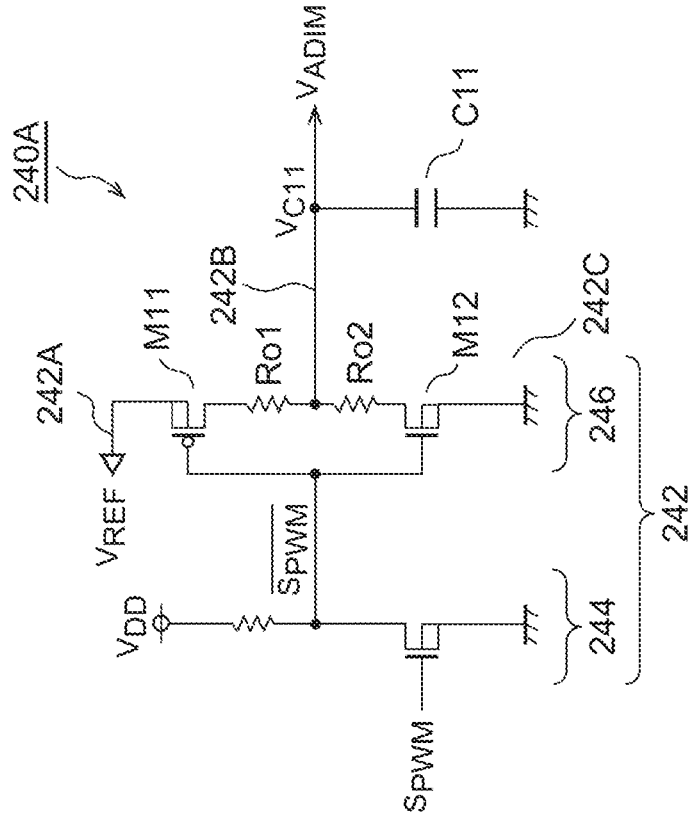 240A
242A
M11
242B
VC11
VADIM
VREF
Ro1
Ro2
C11
VDD
SPWM
M12
242C
SPWM
244
246
242